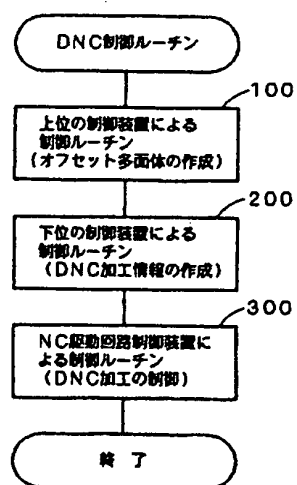 DNC制御ルーチン
100
上位の制御装置による
制御ルーチン
(オフセット多面体の作成)
200
下位の制御装置による
制御ルーチン
(DNC加工情報の作成)
300
NC駆動回路制御装置に
よる制御ルーチン
(DNC加工の制御)
終了